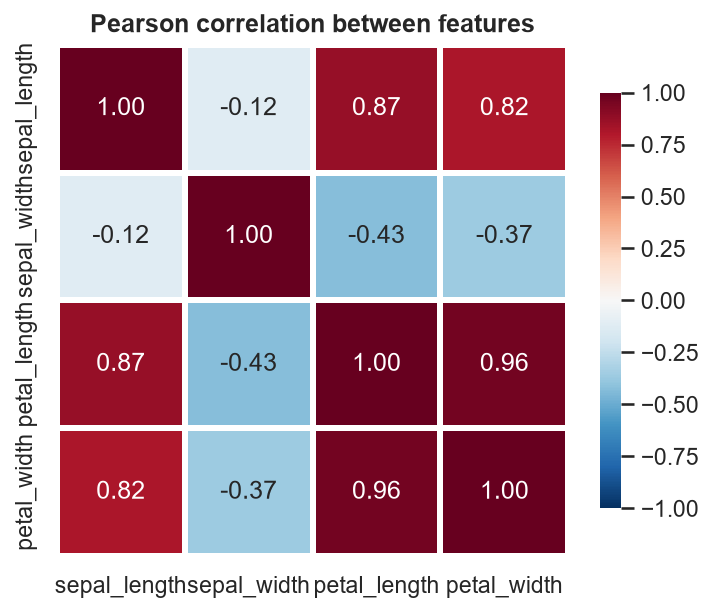 Pearson correlation between features
sepal_length
1.00 -0.12 0.87 0.82
sepal_width
-0.12 1.00 -0.43 -0.37
petal_length
0.87 -0.43 1.00 0.96
petal_width
0.82 -0.37 0.96 1.00
sepal_length sepal_width petal_length petal_width
1.00
0.75
0.50
0.25
0.00
−0.25
−0.50
−0.75
−1.00